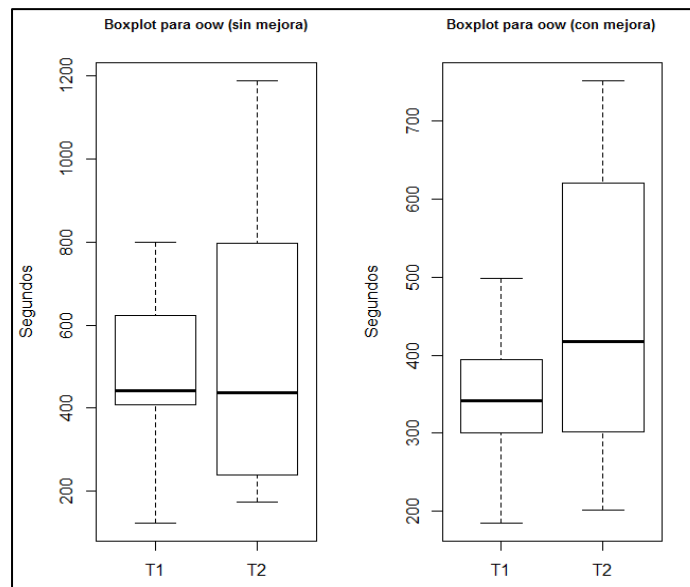 Boxplot para oow (sin mejora)
Segundos
1200
1000
800
600
400
200
T1 T2
Boxplot para oow (con mejora)
Segundos
700
600
500
400
300
200
T1 T2